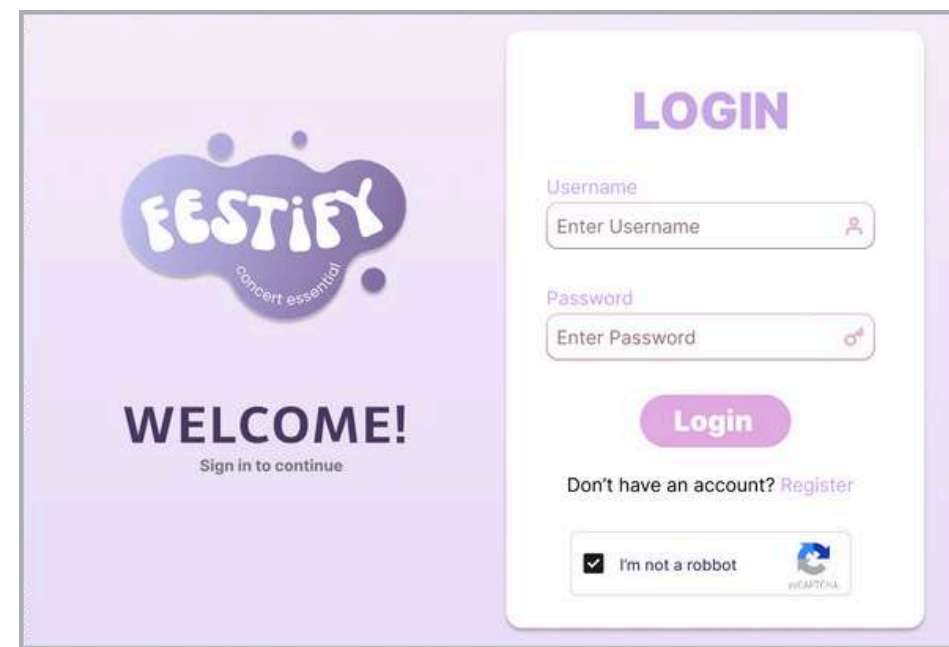 FESTiFY
concert essential
WELCOME!
Sign in to continue
LOGIN
Username
Enter Username
Password
Enter Password
Login
Don't have an account? Register
I'm not a robbot
reCAPTCHA